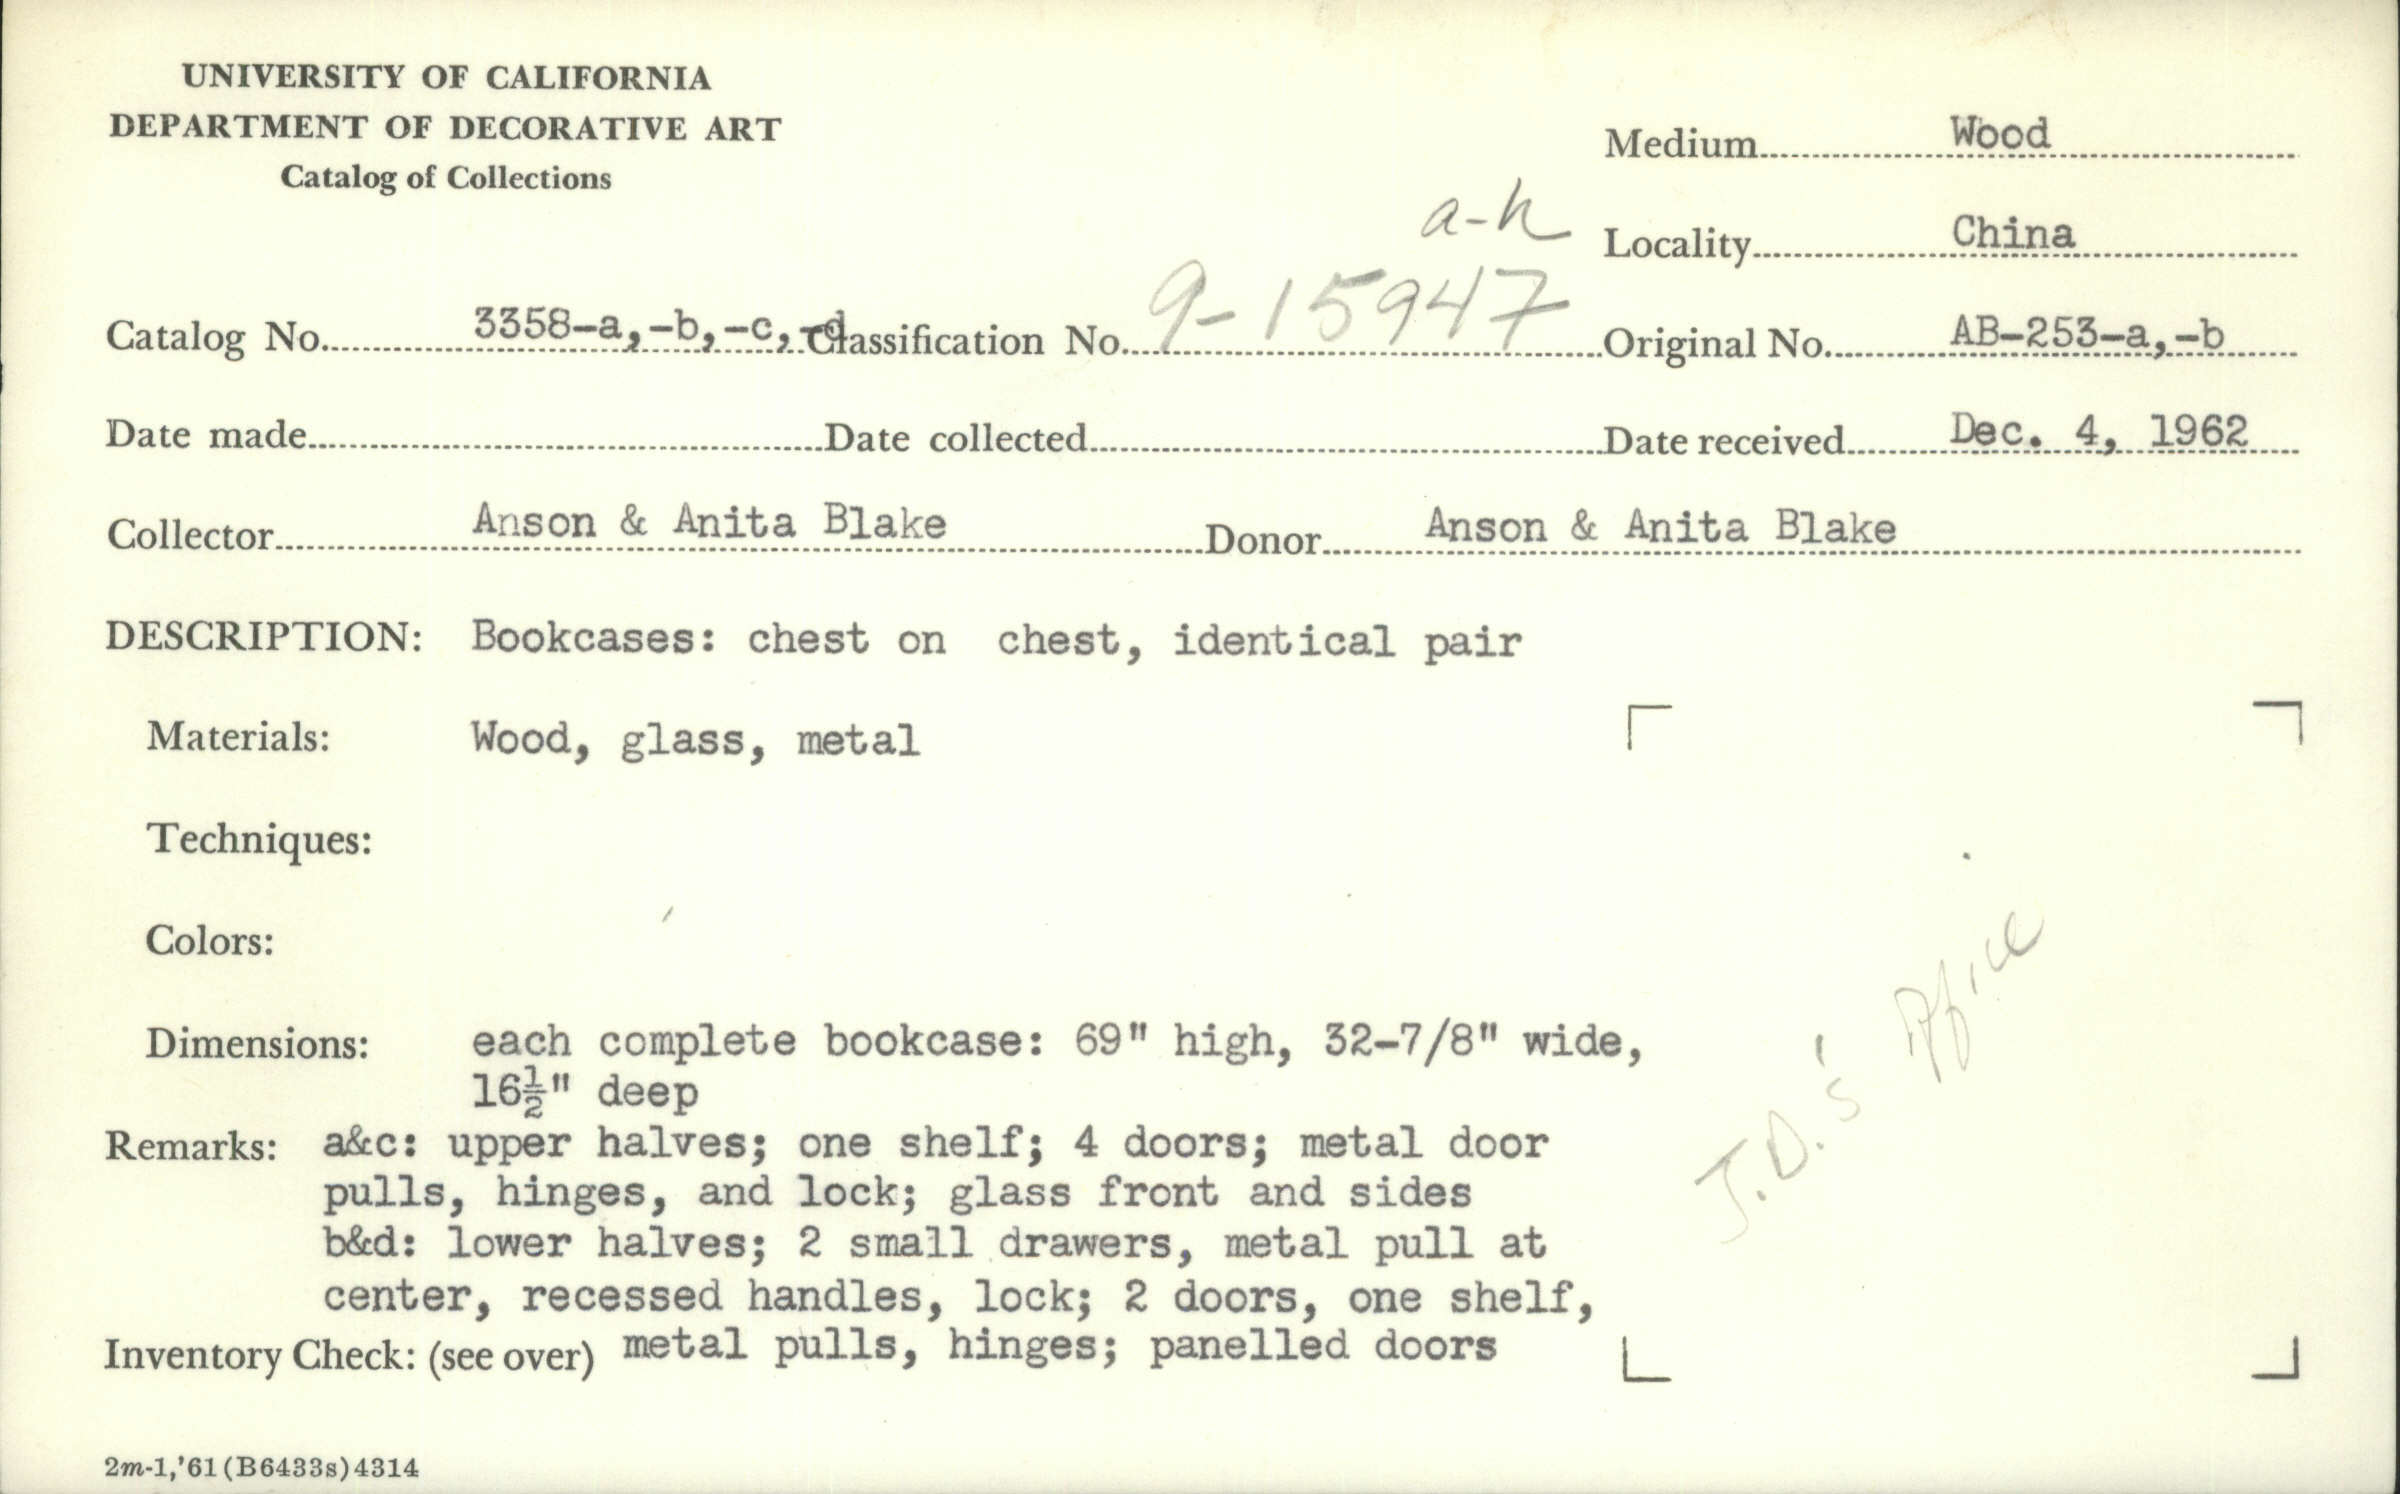 UNIVERSITY OF CALIFORNIA
DEPARTMENT OF DECORATIVE ART
Catalog of Collections
Medium Wood
a-h
Locality China
Catalog No. 3358-a,-b,-c,-d Classification No. 9-15947 Original No. AB-253-a,-b
Date made Date collected Date received Dec. 4, 1962
Collector Anson & Anita Blake Donor Anson & Anita Blake
DESCRIPTION: Bookcases: chest on chest, identical pair
Materials: Wood, glass, metal
Techniques:
Colors:
Dimensions: each complete bookcase: 69" high, 32-7/8" wide,
16½" deep
J.D.'s Office
Remarks: a&c: upper halves; one shelf; 4 doors; metal door
pulls, hinges, and lock; glass front and sides
b&d: lower halves; 2 small drawers, metal pull at
center, recessed handles, lock; 2 doors, one shelf,
Inventory Check: (see over) metal pulls, hinges; panelled doors
2m-1,'61(B6433s)4314